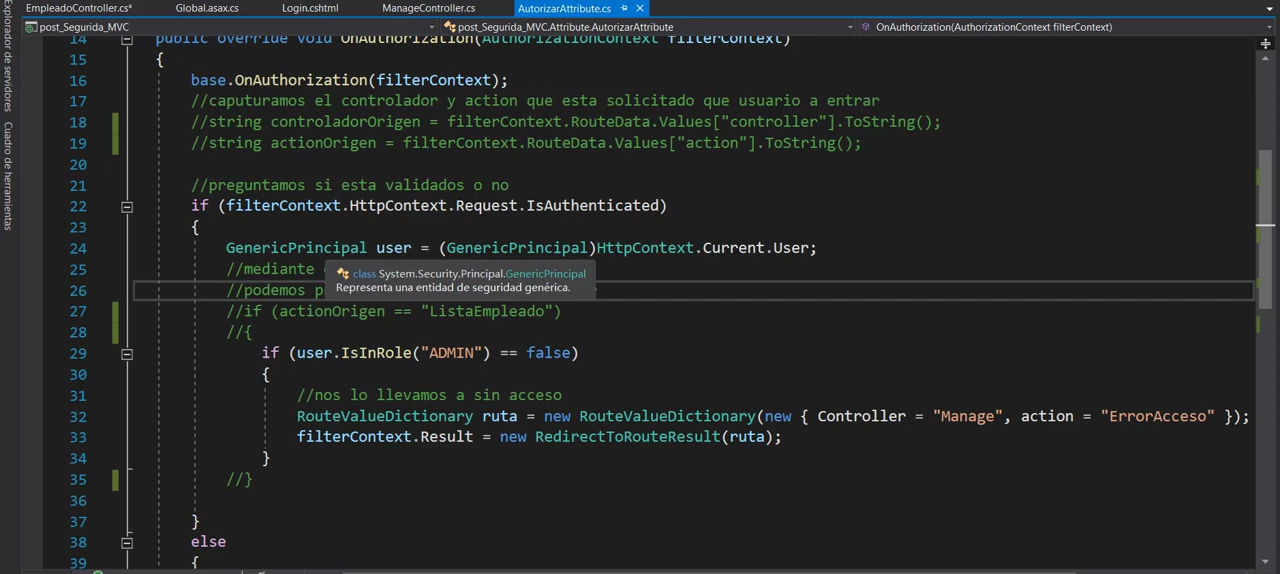 EmpleadoController.cs*
Global.asax.cs
Login.cshtml
ManageController.cs
AutorizarAttribute.cs
post_Segurida_MVC
post_Segurida_MVC.Attribute.AutorizarAttribute
OnAuthorization(AuthorizationContext filterContext)
Explorador de servidores
Cuadro de herramientas
14 public override void OnAuthorization(AuthorizationContext filterContext)
15 {
16 base.OnAuthorization(filterContext);
17 //caputuramos el controlador y action que esta solicitado que usuario a entrar
18 //string controladorOrigen = filterContext.RouteData.Values["controller"].ToString();
19 //string actionOrigen = filterContext.RouteData.Values["action"].ToString();
20
21 //preguntamos si esta validados o no
22 if (filterContext.HttpContext.Request.IsAuthenticated)
23 {
24 GenericPrincipal user = (GenericPrincipal)HttpContext.Current.User;
25 //mediante
class System.Security.Principal.GenericPrincipal
Representa una entidad de seguridad genérica.
26 //podemos
27 //if (actionOrigen == "ListaEmpleado")
28 //{
29 if (user.IsInRole("ADMIN") == false)
30 {
31 //nos lo llevamos a sin acceso
32 RouteValueDictionary ruta = new RouteValueDictionary(new { Controller = "Manage", action = "ErrorAcceso" });
33 filterContext.Result = new RedirectToRouteResult(ruta);
34 }
35 //}
36
37 }
38 else
39 {